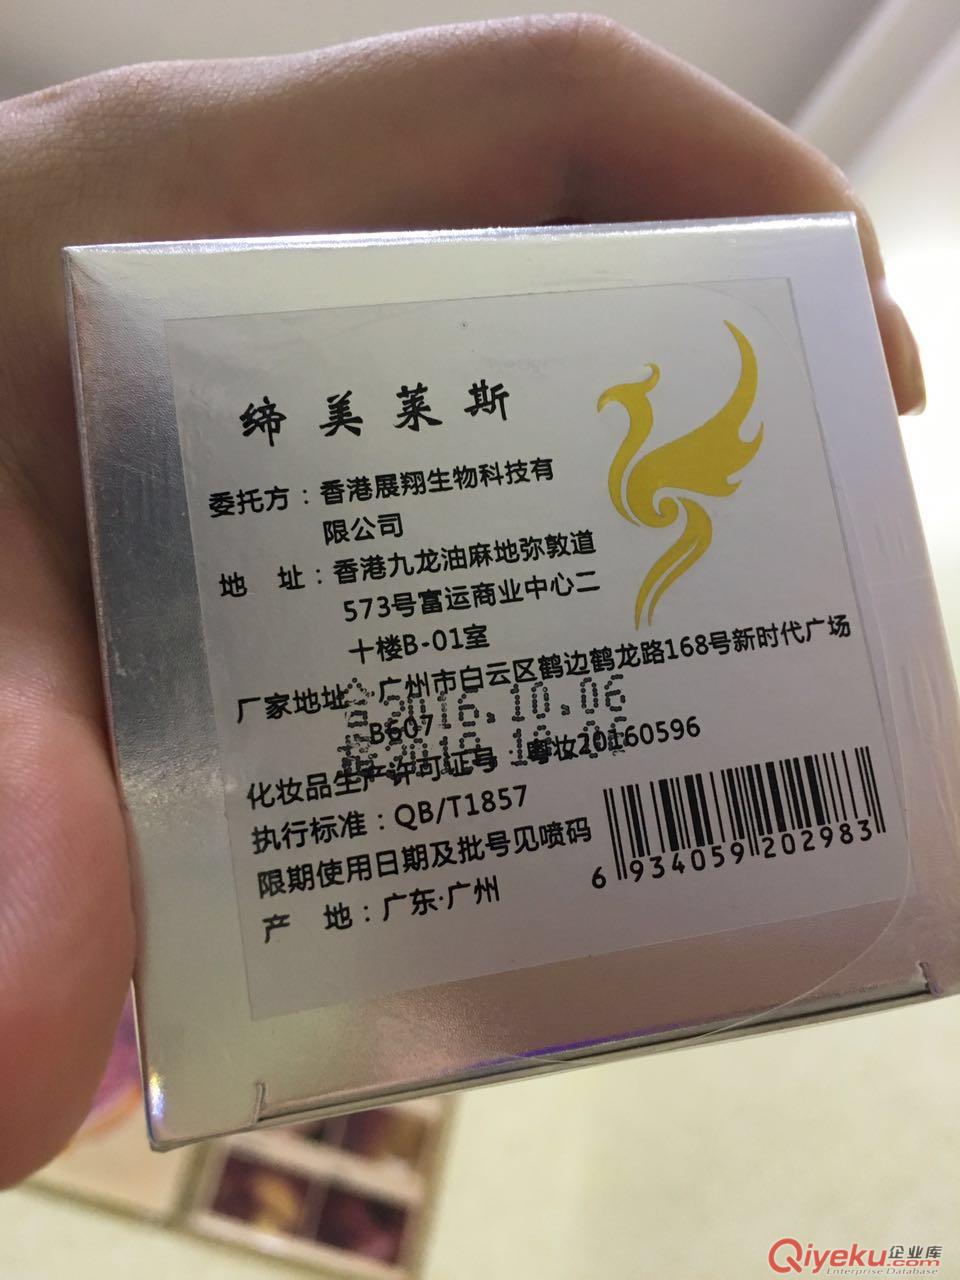 缔美莱斯
委托方：香港展翔生物科技有
限公司
地 址：香港九龙油麻地弥敦道
573号富运商业中心二
十楼B-01室
厂家地址：广州市白云区鹤边鹤龙路168号新时代广场
B607
2016.10.06
化妆品生产许可证号：粤妆20160596
执行标准：QB/T1857
限期使用日期及批号见喷码
产 地：广东·广州
6 934059 202983
Qiyeku企业库
Enterprise Database.com